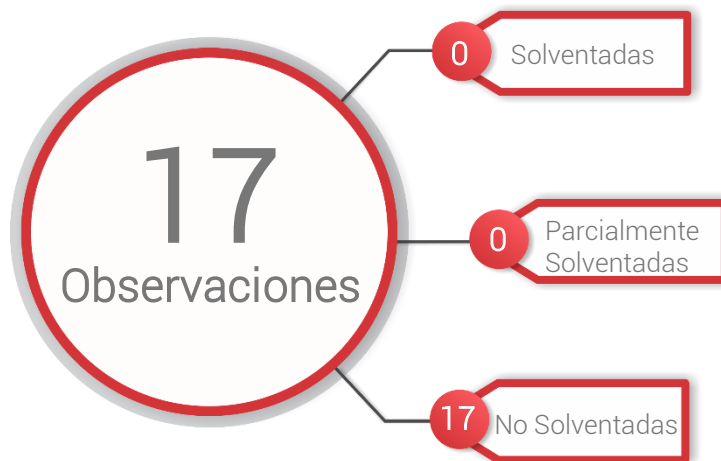 17
Observaciones
0
Solventadas
0
Parcialmente
Solventadas
17
No Solventadas